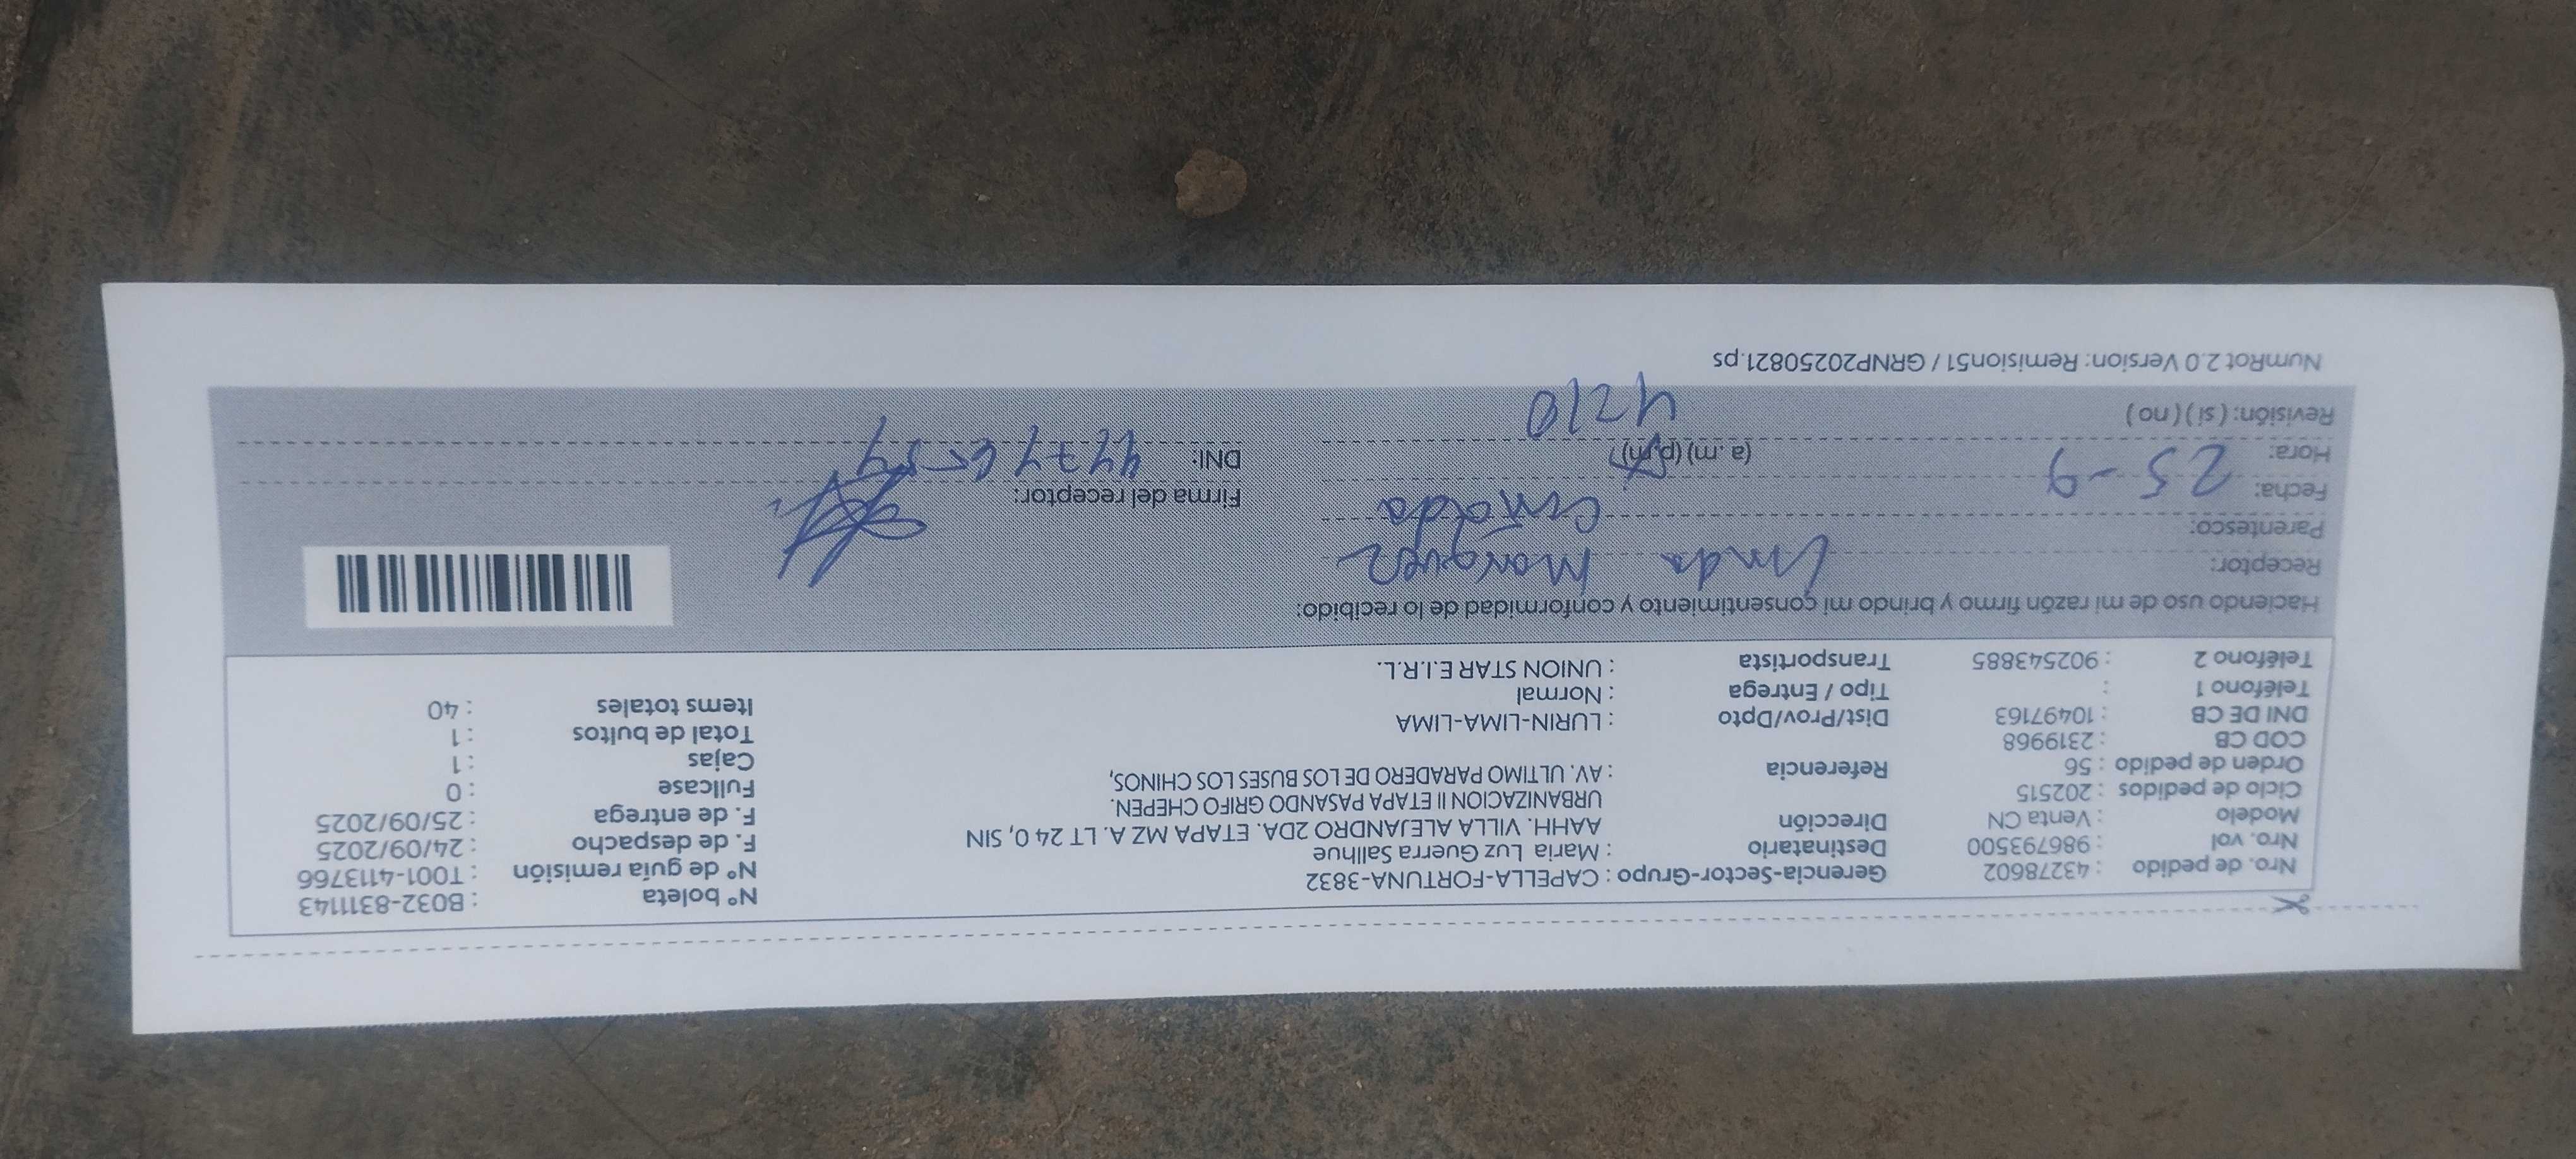 Nro. de pedido : 43278602 Gerencia-Sector-Grupo : CAPELLA-FORTUNA-3832 N° boleta : B032-8311143
Nro. vol : 986793500 Destinatario : Maria Luz Guerra Sallhue N° de guía remisión : T001-4113766
Modelo : Venta CN Dirección AAHH. VILLA ALEJANDRO 2DA. ETAPA MZ A. LT 24 0, SIN F. de despacho : 24/09/2025
Ciclo de pedidos : 202515 URBANIZACION II ETAPA PASANDO GRIFO CHEPEN. F. de entrega : 25/09/2025
Orden de pedido : 56 Referencia : AV. ULTIMO PARADERO DE LOS BUSES LOS CHINOS, Fullcase : 0
COD CB : 2319968 Cajas : 1
DNI DE CB : 10497163 Dist/Prov/Dpto : LURIN-LIMA-LIMA Total de bultos : 1
Teléfono 1 : Tipo / Entrega : Normal Items totales : 40
Teléfono 2 : 902543885 Transportista : UNION STAR E.I.R.L.
Haciendo uso de mi razón firmo y brindo mi consentimiento y conformidad de lo recibido:
Receptor: Linda Marquez
Parentesco: Cuñada
Fecha: 25-9 Firma del receptor:
Hora: (a. m) (p.m) DNI:
Revisión: ( si ) ( no )
NumRot 2.0 Version: Remision51 / GRNP20250821.ps